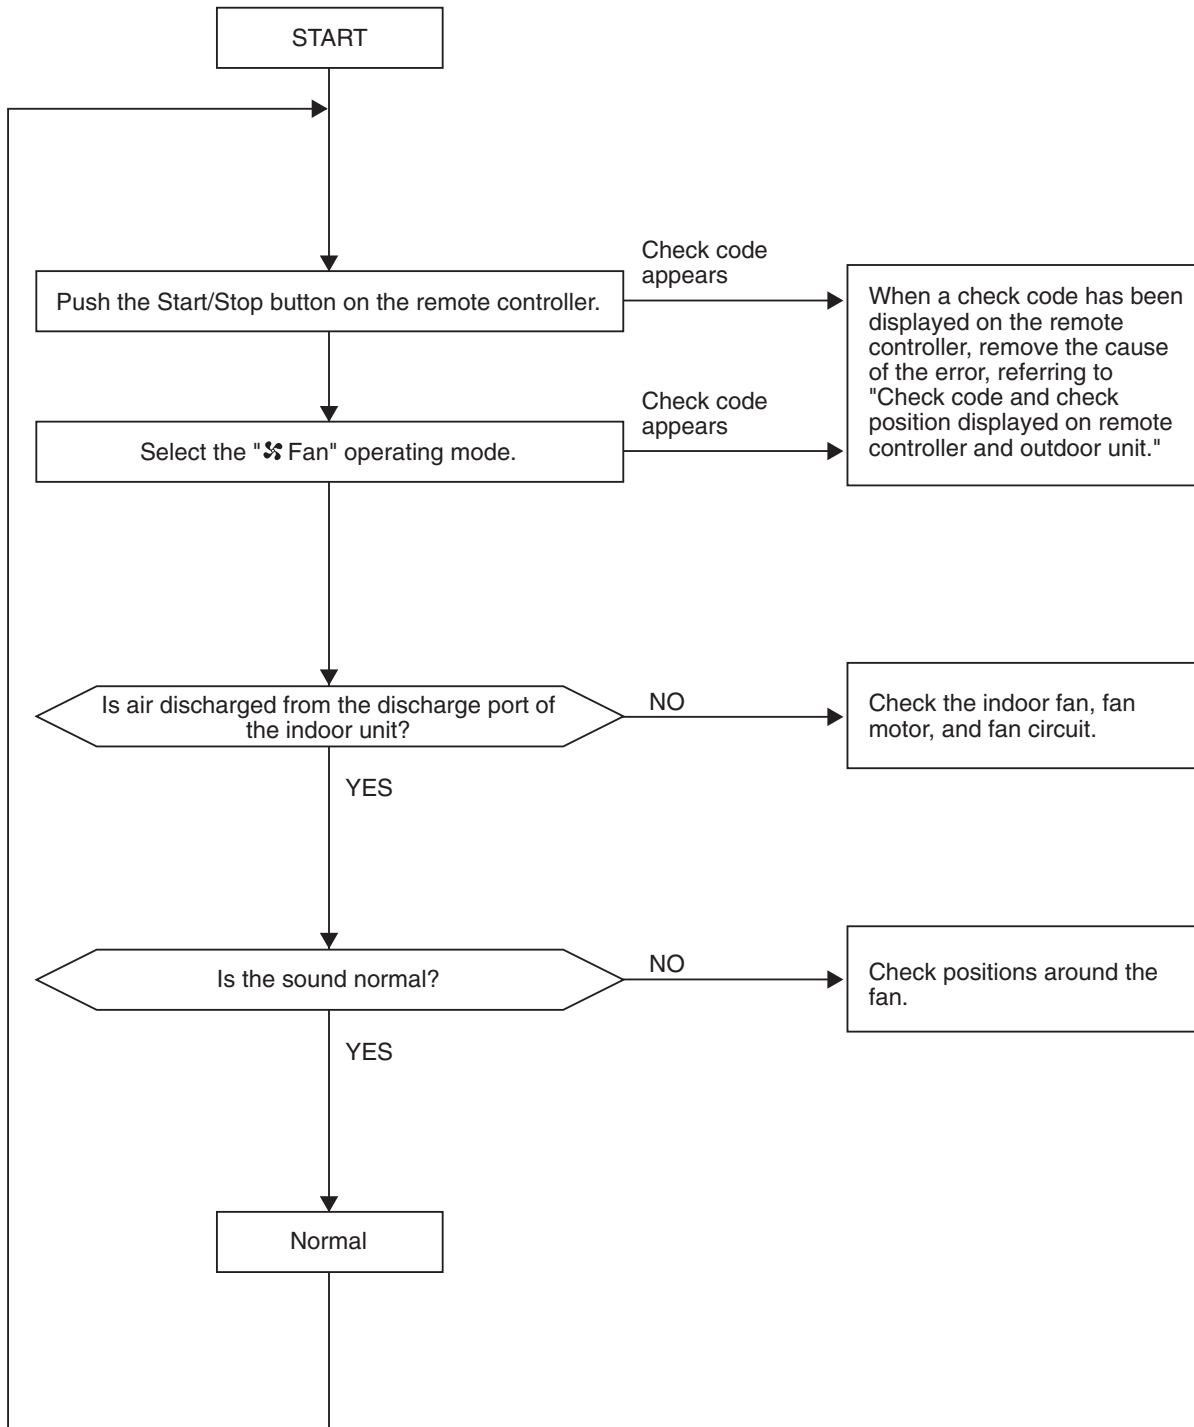 START
Check code
appears
Push the Start/Stop button on the remote controller.
When a check code has been
displayed on the remote
controller, remove the cause
of the error, referring to
"Check code and check
position displayed on remote
controller and outdoor unit."
Check code
appears
Select the " Fan" operating mode.
Is air discharged from the discharge port of
the indoor unit?
NO
Check the indoor fan, fan
motor, and fan circuit.
YES
Is the sound normal?
NO
Check positions around the
fan.
YES
Normal